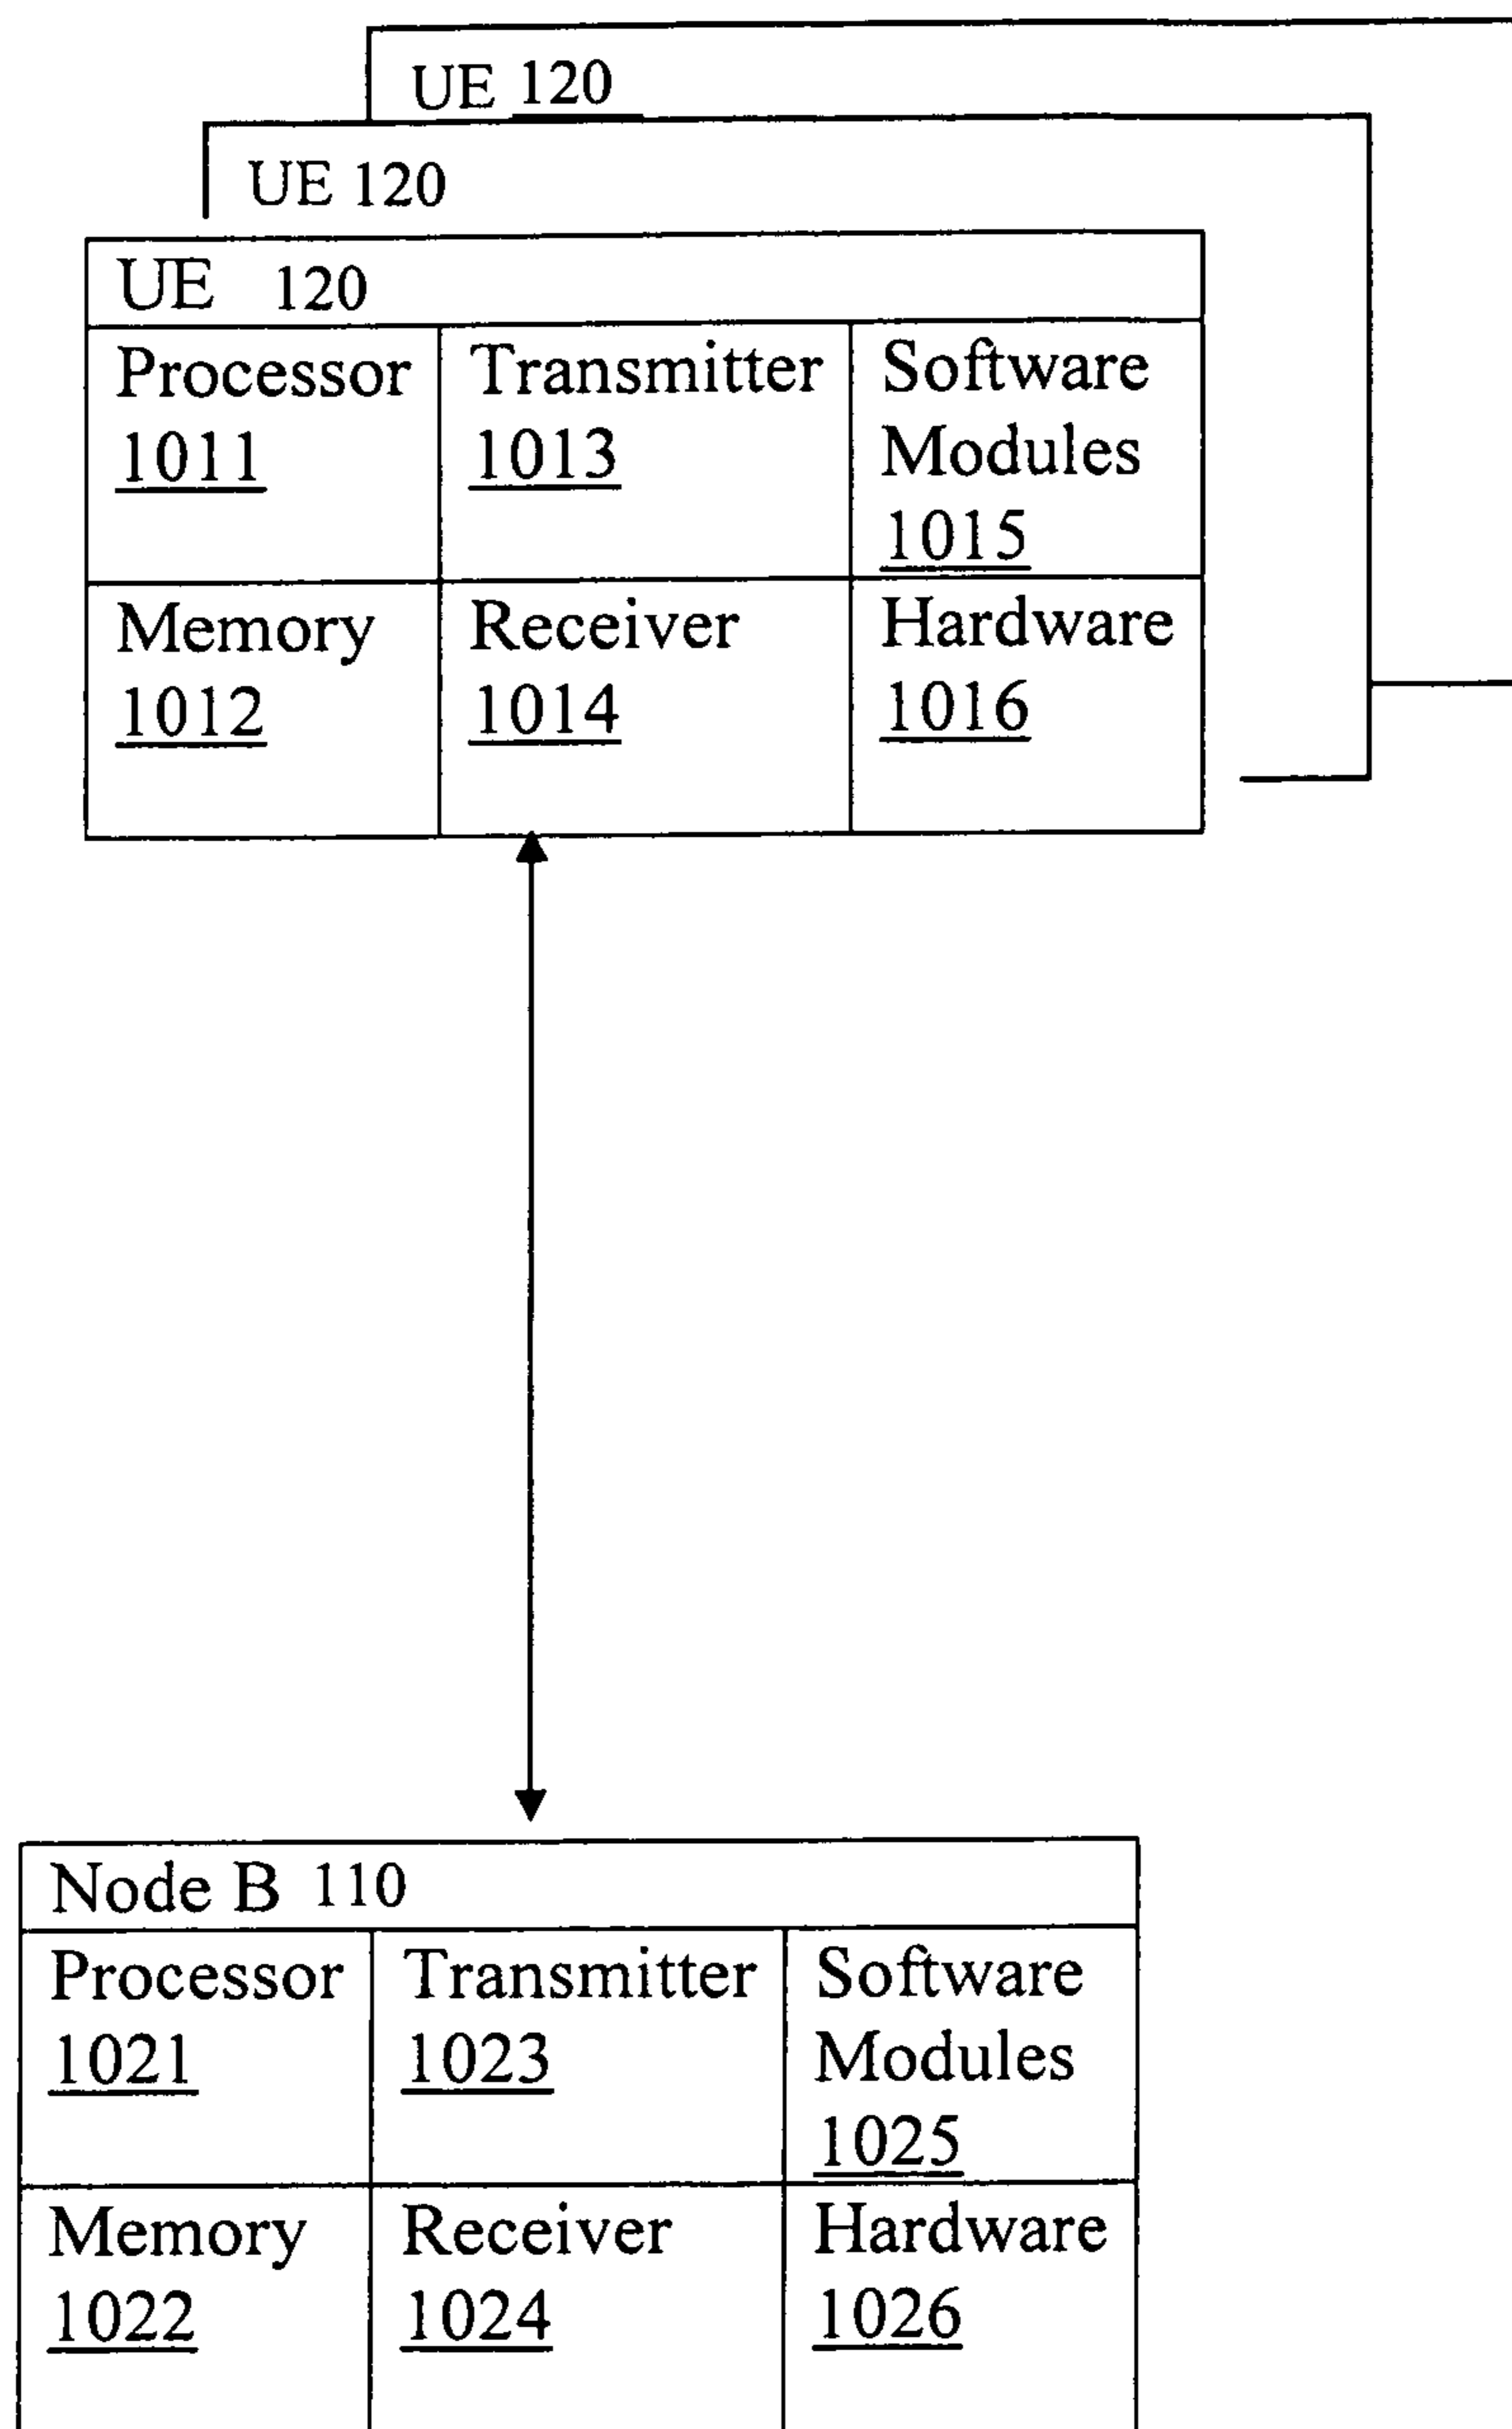 UE 120
UE 120
UE 120
Processor Transmitter Software
1011 1013 Modules
1015
Memory Receiver Hardware
1012 1014 1016
Node B 110
Processor Transmitter Software
1021 1023 Modules
1025
Memory Receiver Hardware
1022 1024 1026